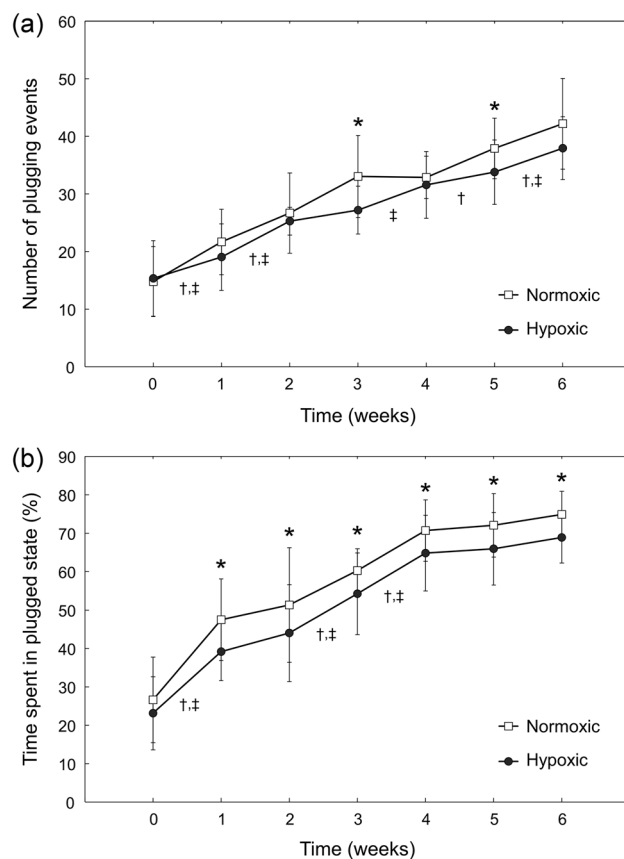 (a)
Number of plugging events
60
50
40
30
20
10
0
*
*
†,‡
†,‡
‡
†
†,‡
Normoxic
Hypoxic
0 1 2 3 4 5 6
Time (weeks)
(b)
Time spent in plugged state (%)
90
80
70
60
50
40
30
20
10
0
*
*
*
*
*
*
†,‡
†,‡
†,‡
Normoxic
Hypoxic
0 1 2 3 4 5 6
Time (weeks)